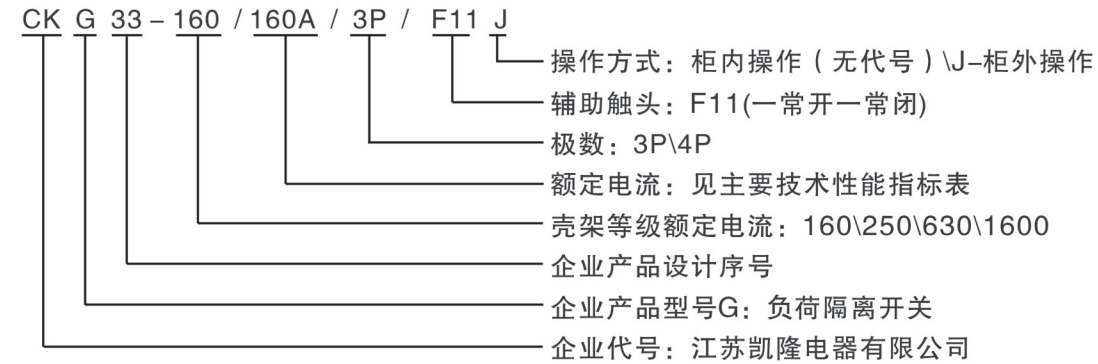 CK G 33-160 /160A / 3P / F11 J
操作方式：柜内操作（无代号）\J-柜外操作
辅助触头：F11(一常开一常闭)
极数：3P\4P
额定电流：见主要技术性能指标表
壳架等级额定电流：160\250\630\1600
企业产品设计序号
企业产品型号G：负荷隔离开关
企业代号：江苏凯隆电器有限公司